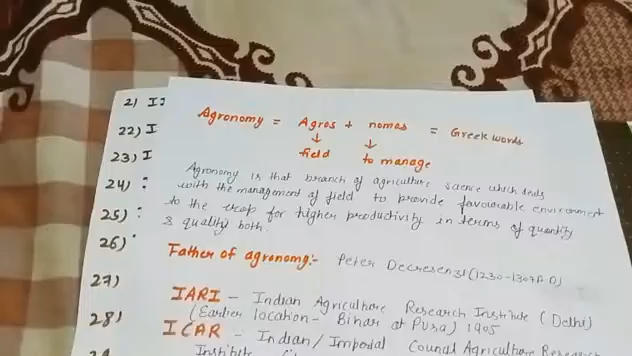 21) I
22) I
23) I
24)
25)
26)
27)
28)
Agronomy = Agros + nomos = Greek words
↓ ↓
field to manage
Agronomy is that branch of agriculture science which deals
with the management of field to provide favourable environment
to the crop for higher productivity in terms of quantity
& quality both.
Father of agronomy:- Peter Decresenzi (1230-1307A.D)
IARI - Indian Agriculture Research Institute (Delhi)
(Earlier location- Bihar at Pusa) 1905
ICAR - Indian/Imperial Council Agriculture Research
Institute